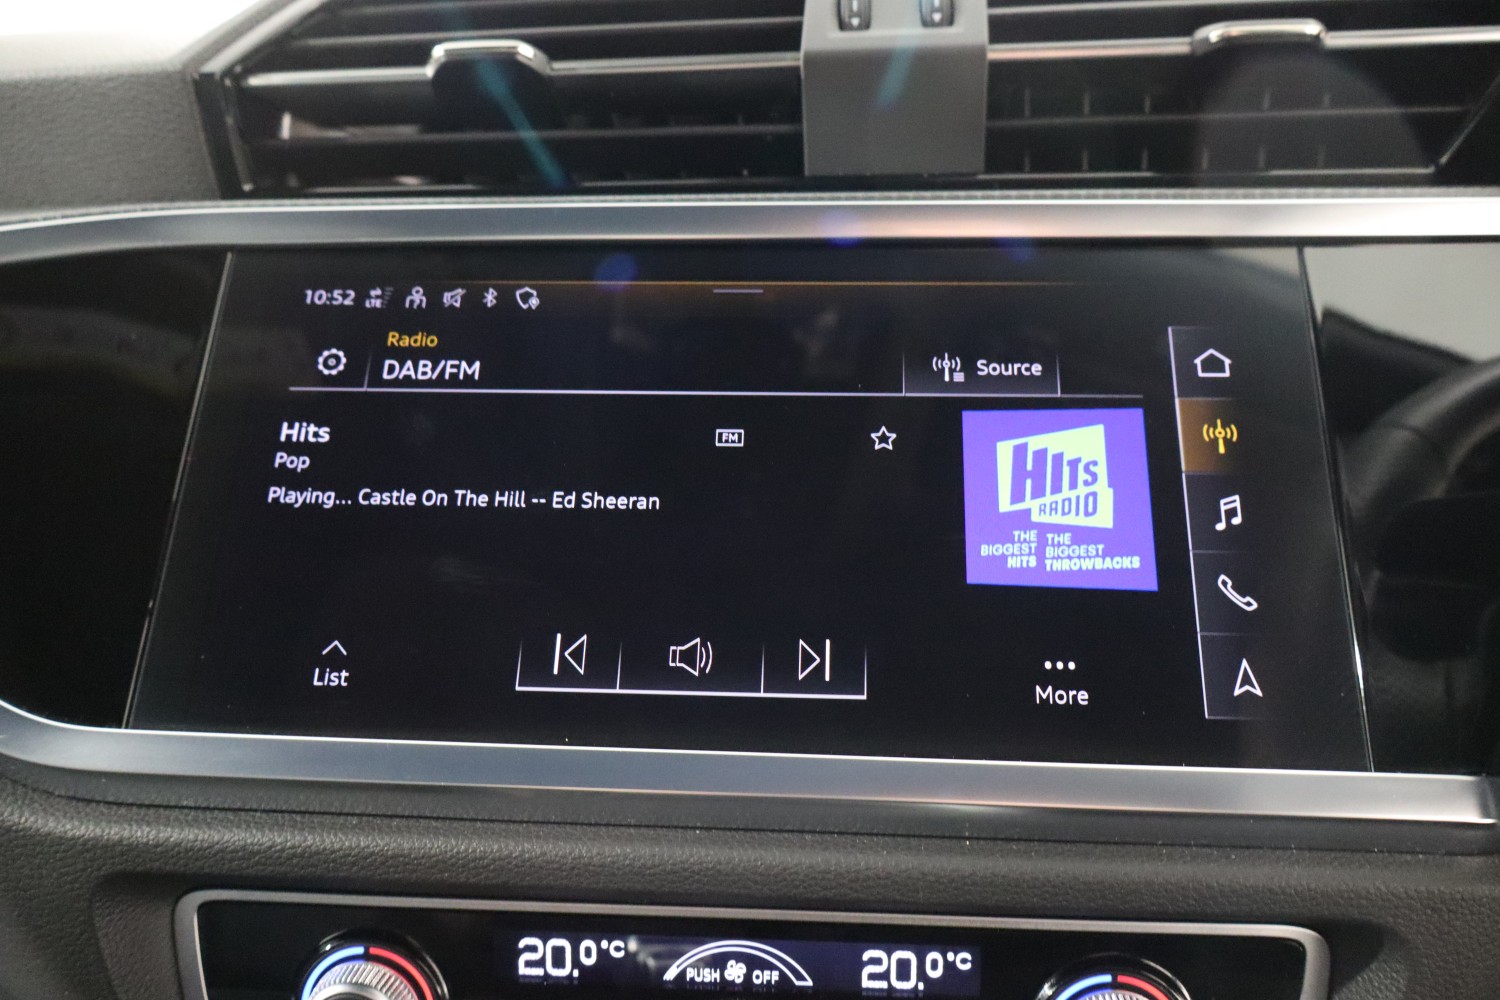 10:52 LTE
Radio
DAB/FM
Source
Hits
FM
Pop
Playing... Castle On The Hill -- Ed Sheeran
HITS
RADIO
THE BIGGEST HITS
THE BIGGEST THROWBACKS
List
More
20.0°C
PUSH OFF
20.0°C